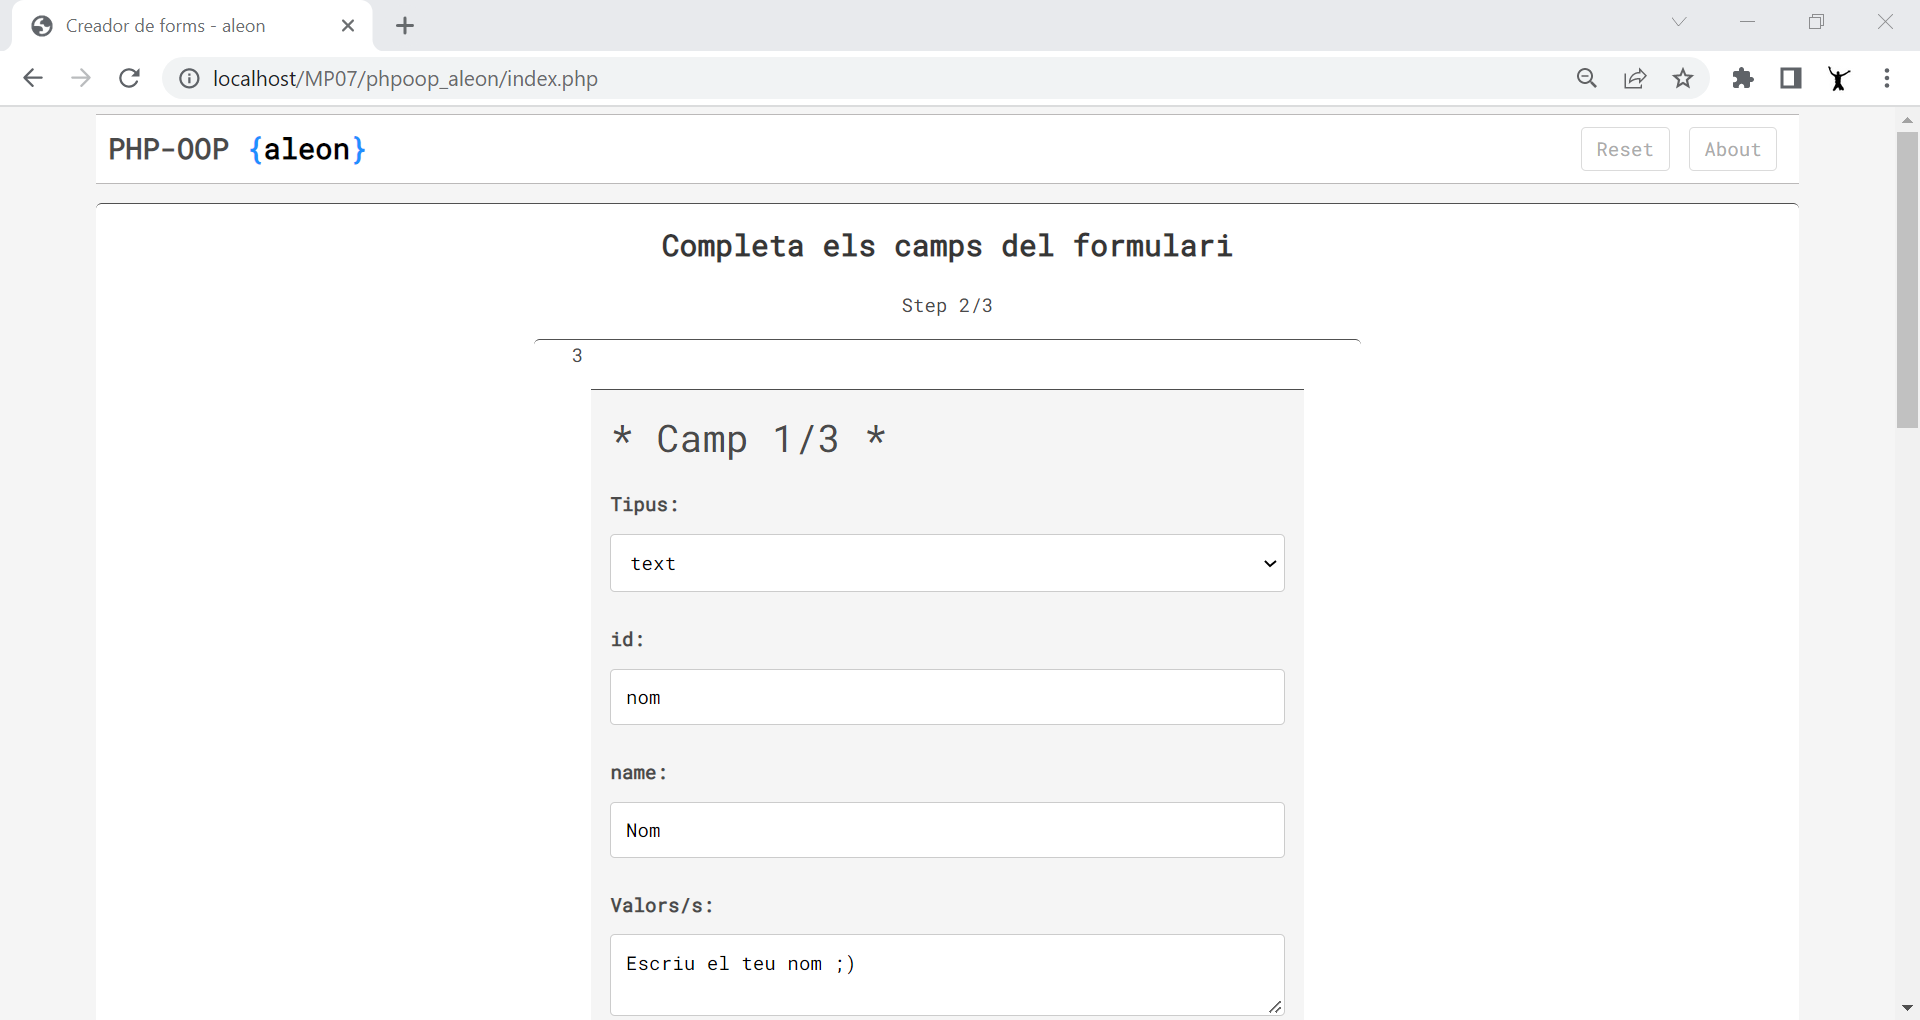 Creador de forms - aleon
localhost/MP07/phpoop_aleon/index.php
PHP-OOP {aleon}
Reset
About
Completa els camps del formulari
Step 2/3
3
* Camp 1/3 *
Tipus:
text
id:
nom
name:
Nom
Valors/s:
Escriu el teu nom ;)